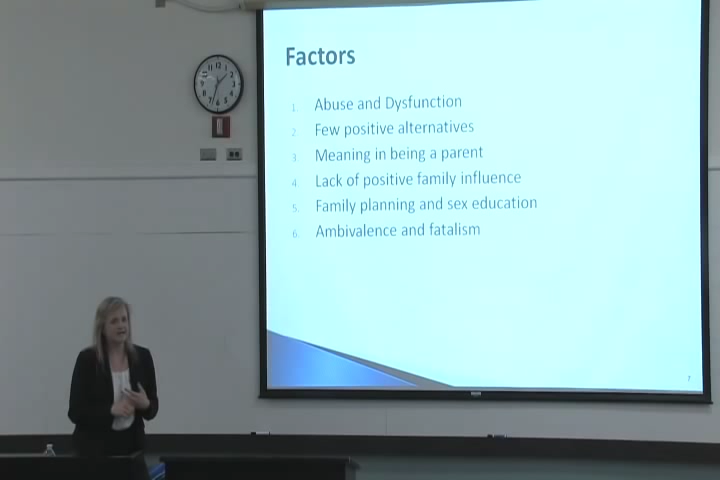 Factors
1. Abuse and Dysfunction
2. Few positive alternatives
3. Meaning in being a parent
4. Lack of positive family influence
5. Family planning and sex education
6. Ambivalence and fatalism
7